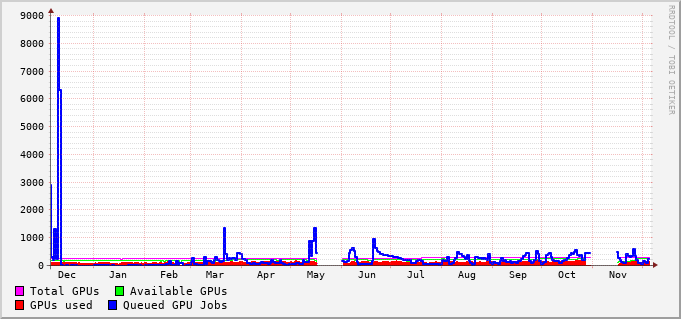 9000
8000
7000
6000
5000
4000
3000
2000
1000
0
Dec Jan Feb Mar Apr May Jun Jul Aug Sep Oct Nov
Total GPUs Available GPUs
GPUs used Queued GPU Jobs
RRDTOOL / TOBI OETIKER